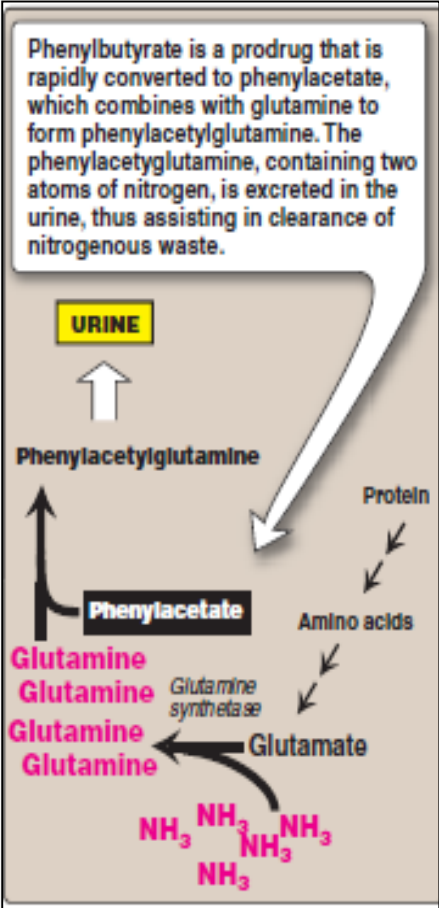 Phenylbutyrate is a prodrug that is
rapidly converted to phenylacetate,
which combines with glutamine to
form phenylacetylglutamine. The
phenylacetyglutamine, containing two
atoms of nitrogen, is excreted in the
urine, thus assisting in clearance of
nitrogenous waste.
URINE
Phenylacetylglutamine
Protein
Phenylacetate
Amino acids
Glutamine
Glutamine
Glutamine
synthetase
Glutamine
Glutamate
Glutamine
NH3
NH3
NH3
NH3
NH3